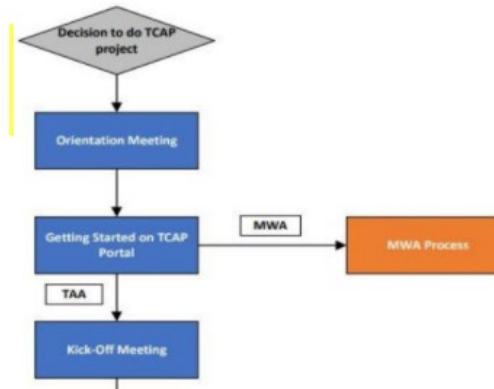 Decision to do TCAP
project
Orientation Meeting
Getting Started on TCAP
Portal
MWA
MWA Process
TAA
Kick-Off Meeting